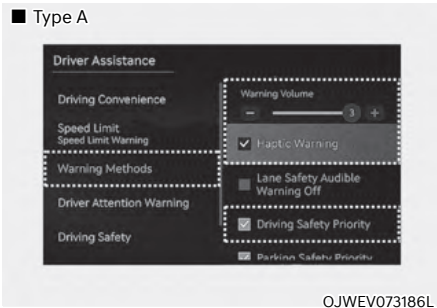 ■ Type A
Driver Assistance
Driving Convenience
Speed Limit
Speed Limit Warning
Warning Methods
Driver Attention Warning
Driving Safety
Warning Volume
− 3 +
Haptic Warning
Lane Safety Audible
Warning Off
Driving Safety Priority
Parking Safety Priority
OJWEV073186L